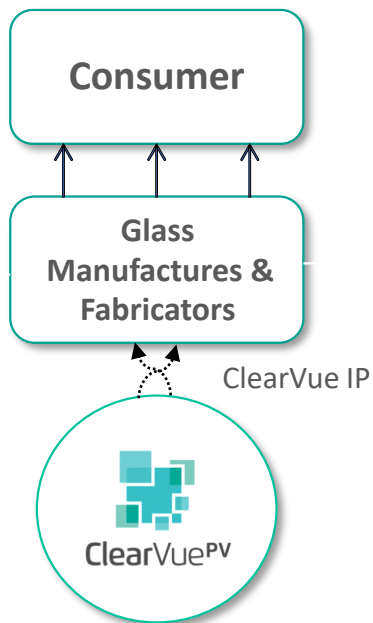 Consumer
Glass
Manufactures &
Fabricators
ClearVue IP
ClearVuePV